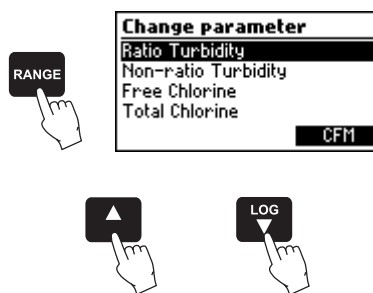 Change parameter
RANGE
Ratio Turbidity
Non-ratio Turbidity
Free Chlorine
Total Chlorine
CFM
LOG